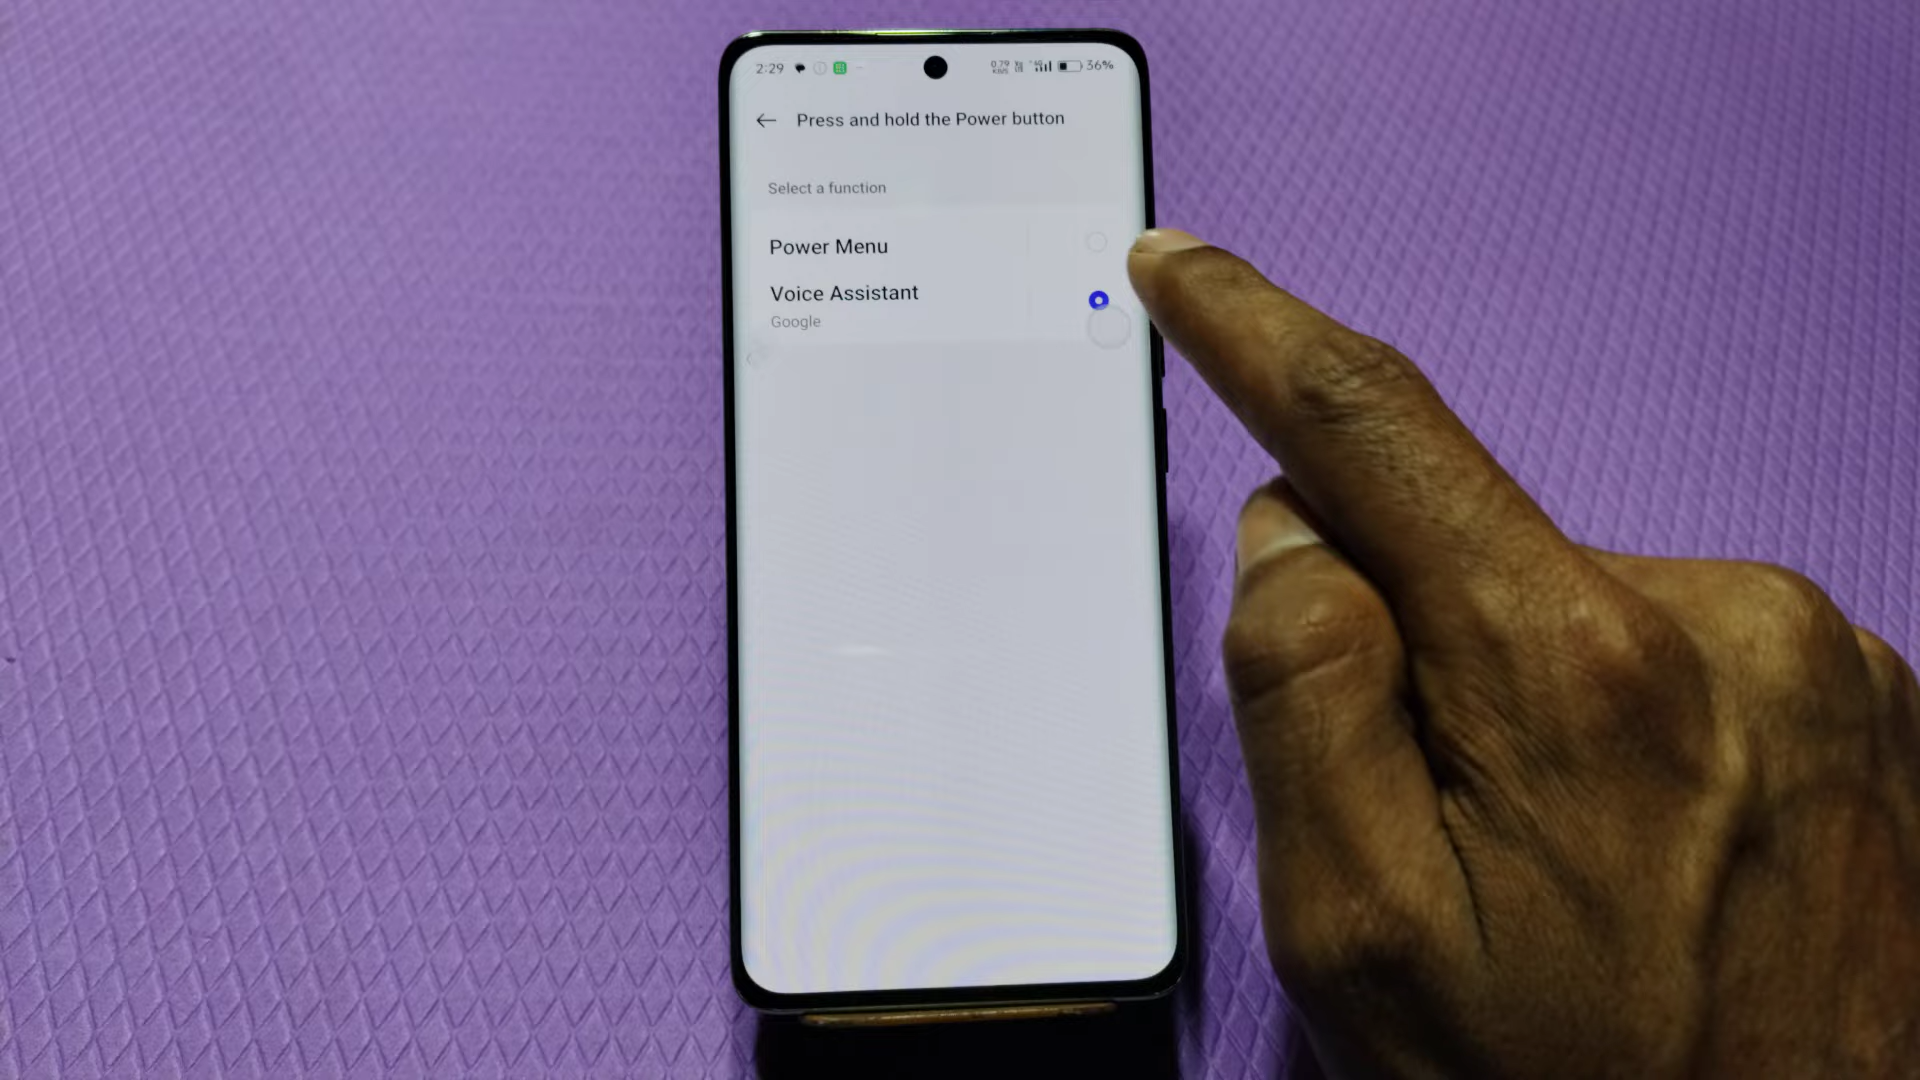 2:29 36%
Press and hold the Power button
Select a function
Power Menu
Voice Assistant
Google